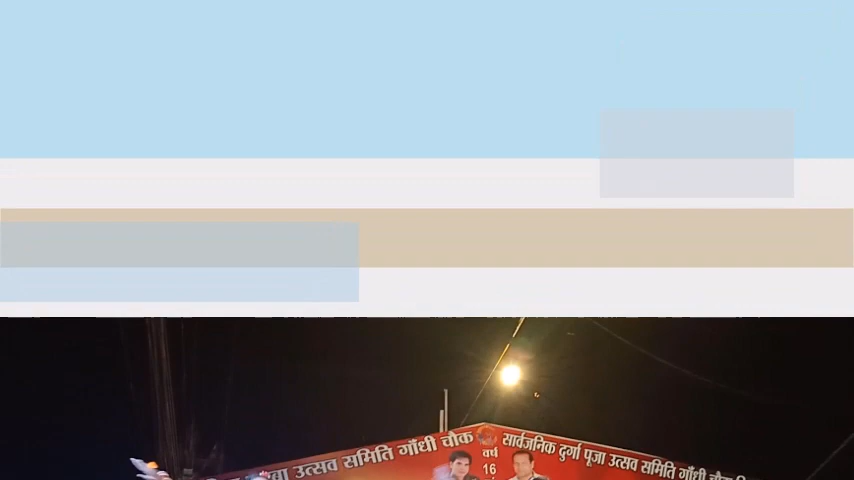 उत्सव समिति गाँधी चौक
सार्वजनिक दुर्गा पूजा उत्सव समिति गाँधी चौक
वर्ष
16